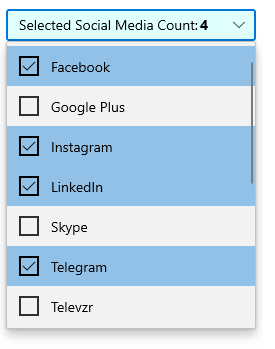 Selected Social Media Count: 4
Facebook
Google Plus
Instagram
LinkedIn
Skype
Telegram
Televzr